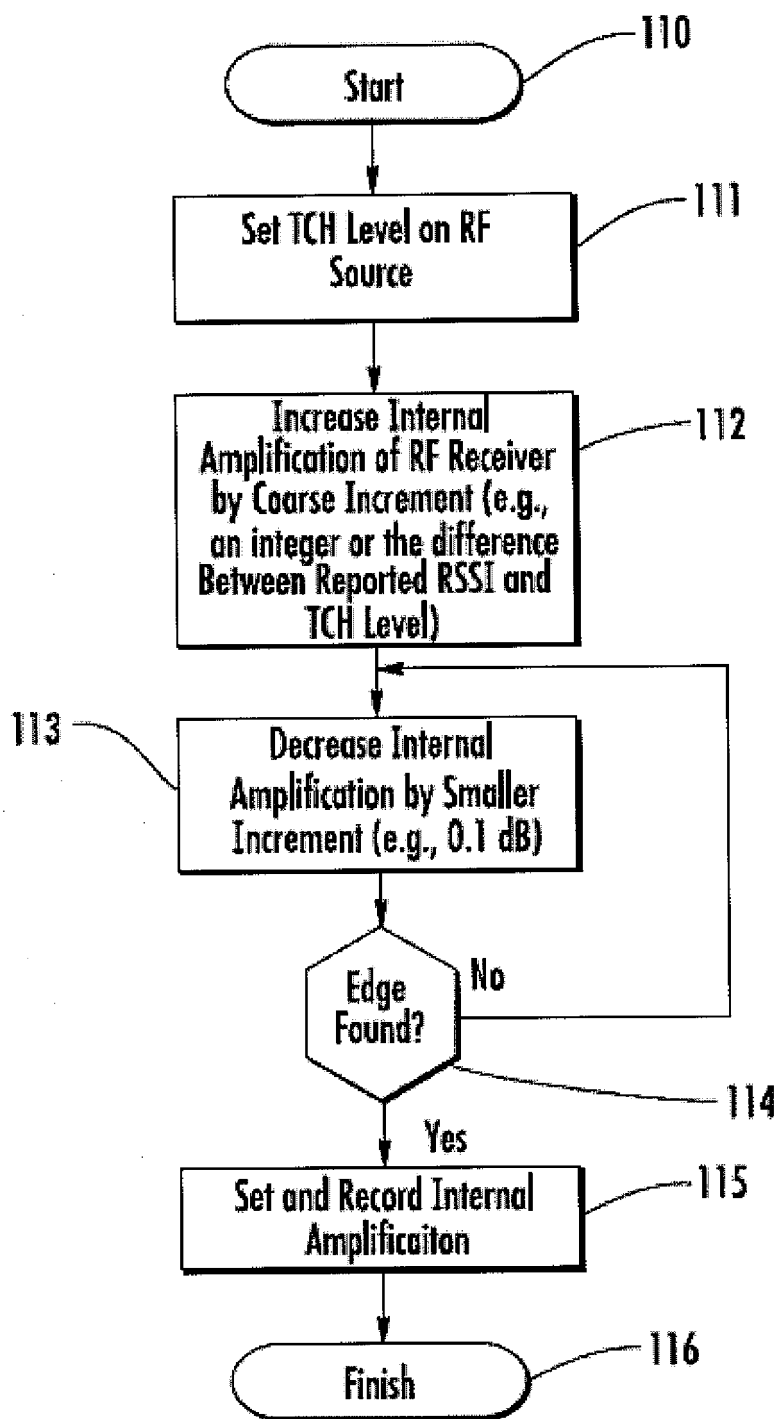 110
Start
111
Set TCH Level on RF
Source
112
Increase Internal
Amplification of RF Receiver
by Coarse Increment (e.g.,
an integer or the difference
Between Reported RSSI and
TCH Level)
113
Decrease Internal
Amplification by Smaller
Increment (e.g., 0.1 dB)
Edge
Found?
No
114
Yes
115
Set and Record Internal
Amplificaiton
Finish
116